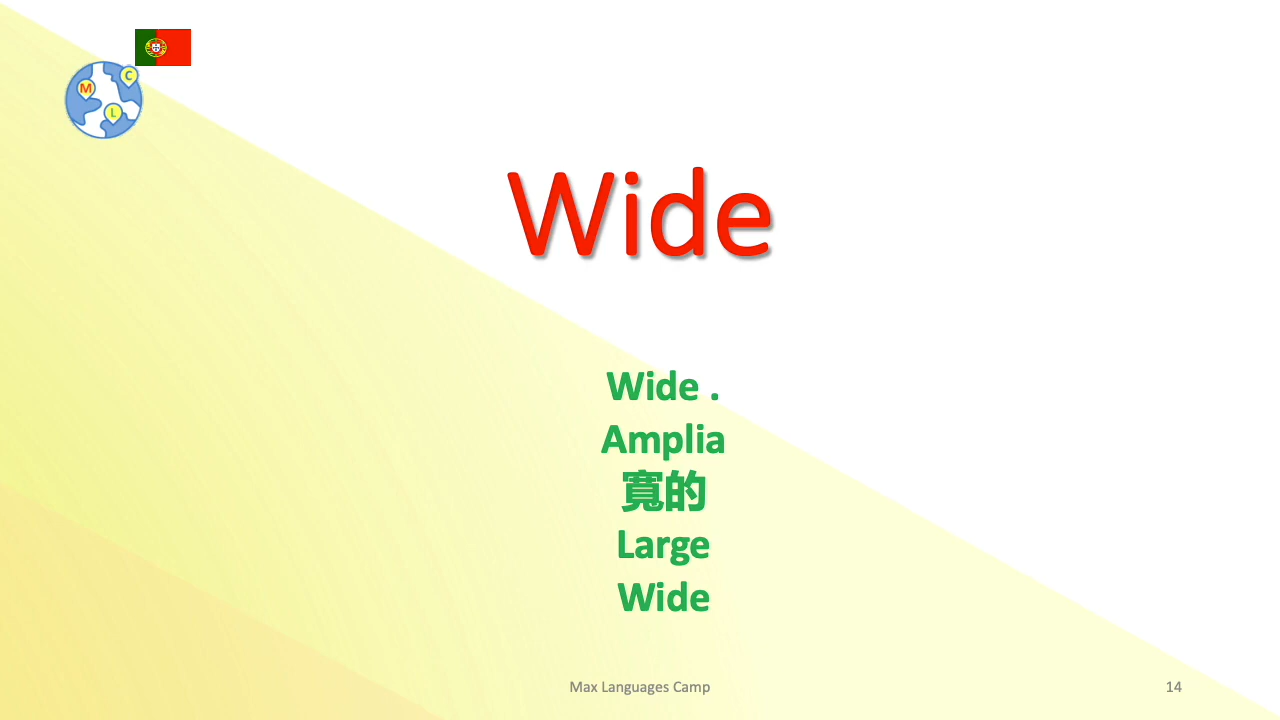 M
C
L
Wide
Wide .
Amplia
寬的
Large
Wide
Max Languages Camp
14